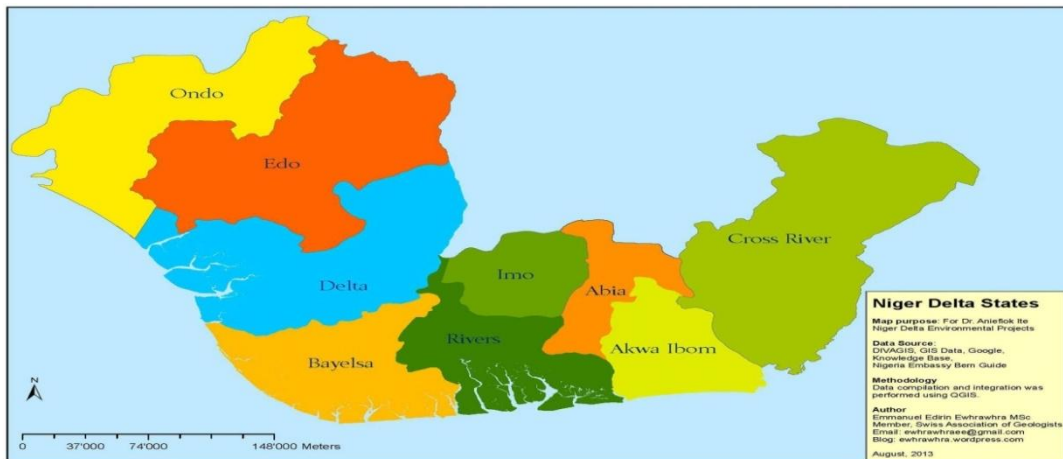 Ondo
Edo
Delta
Bayelsa
Rivers
Imo
Abia
Akwa Ibom
Cross River
N
0 37'000 74'000 148'000 Meters
Niger Delta States
Map purpose: For Dr. Aniefiok Ite
Niger Delta Environmental Projects
Data Source:
DIVAGIS, GIS Data, Google,
Knowledge Base,
Nigeria Embassy Bern Guide
Methodology
Data compilation and integration was
performed using QGIS.
Author
Emmanuel Edirin Ewhrawhra MSc
Member, Swiss Association of Geologists
Email: ewhrawhraee@gmail.com
Blog: ewhrawhra.wordpress.com
August, 2013